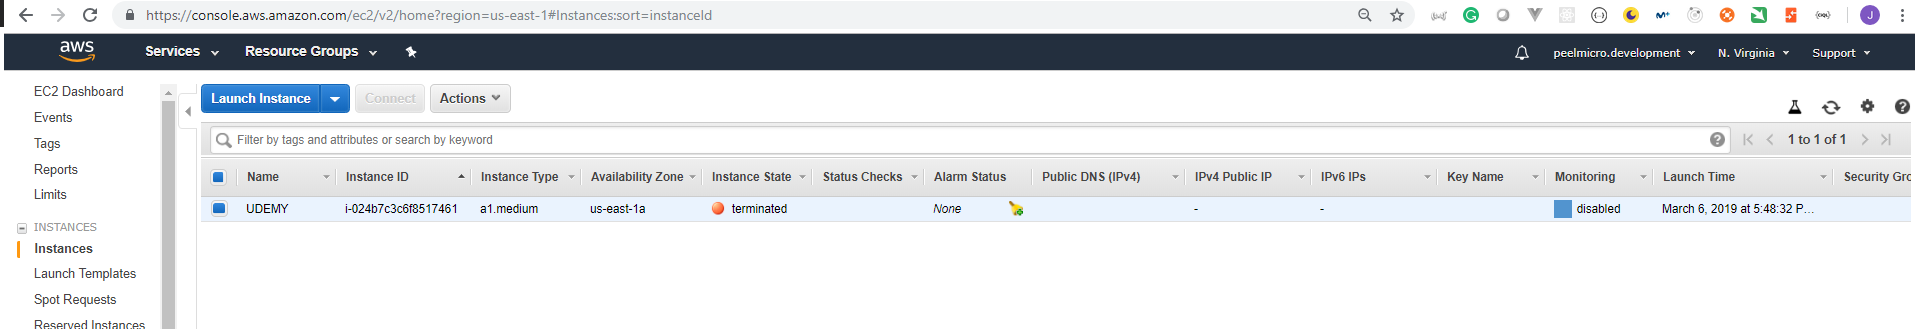 https://console.aws.amazon.com/ec2/v2/home?region=us-east-1#Instances:sort=instanceId
J
aws Services Resource Groups peelmicro.development N. Virginia Support
EC2 Dashboard
Events
Tags
Reports
Limits
INSTANCES
Instances
Launch Templates
Spot Requests
Reserved Instances
Launch Instance Connect Actions
Filter by tags and attributes or search by keyword 1 to 1 of 1
Name Instance ID Instance Type Availability Zone Instance State Status Checks Alarm Status Public DNS (IPv4) IPv4 Public IP IPv6 IPs Key Name Monitoring Launch Time Security Gro
UDEMY i-024b7c3c6f8517461 a1.medium us-east-1a terminated None - - disabled March 6, 2019 at 5:48:32 P...